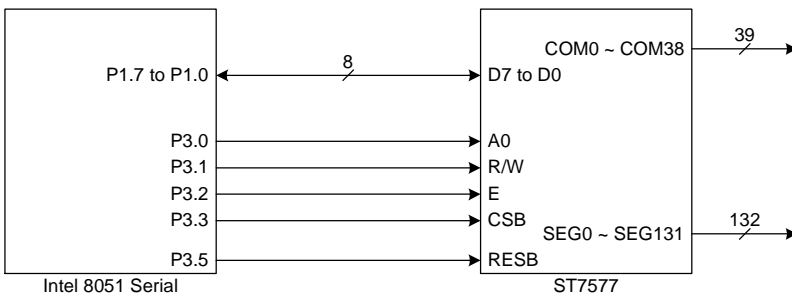 COM0 ~ COM38
39
P1.7 to P1.0
8
D7 to D0
P3.0
A0
P3.1
R/W
P3.2
E
P3.3
CSB
SEG0 ~ SEG131
132
P3.5
RESB
Intel 8051 Serial
ST7577